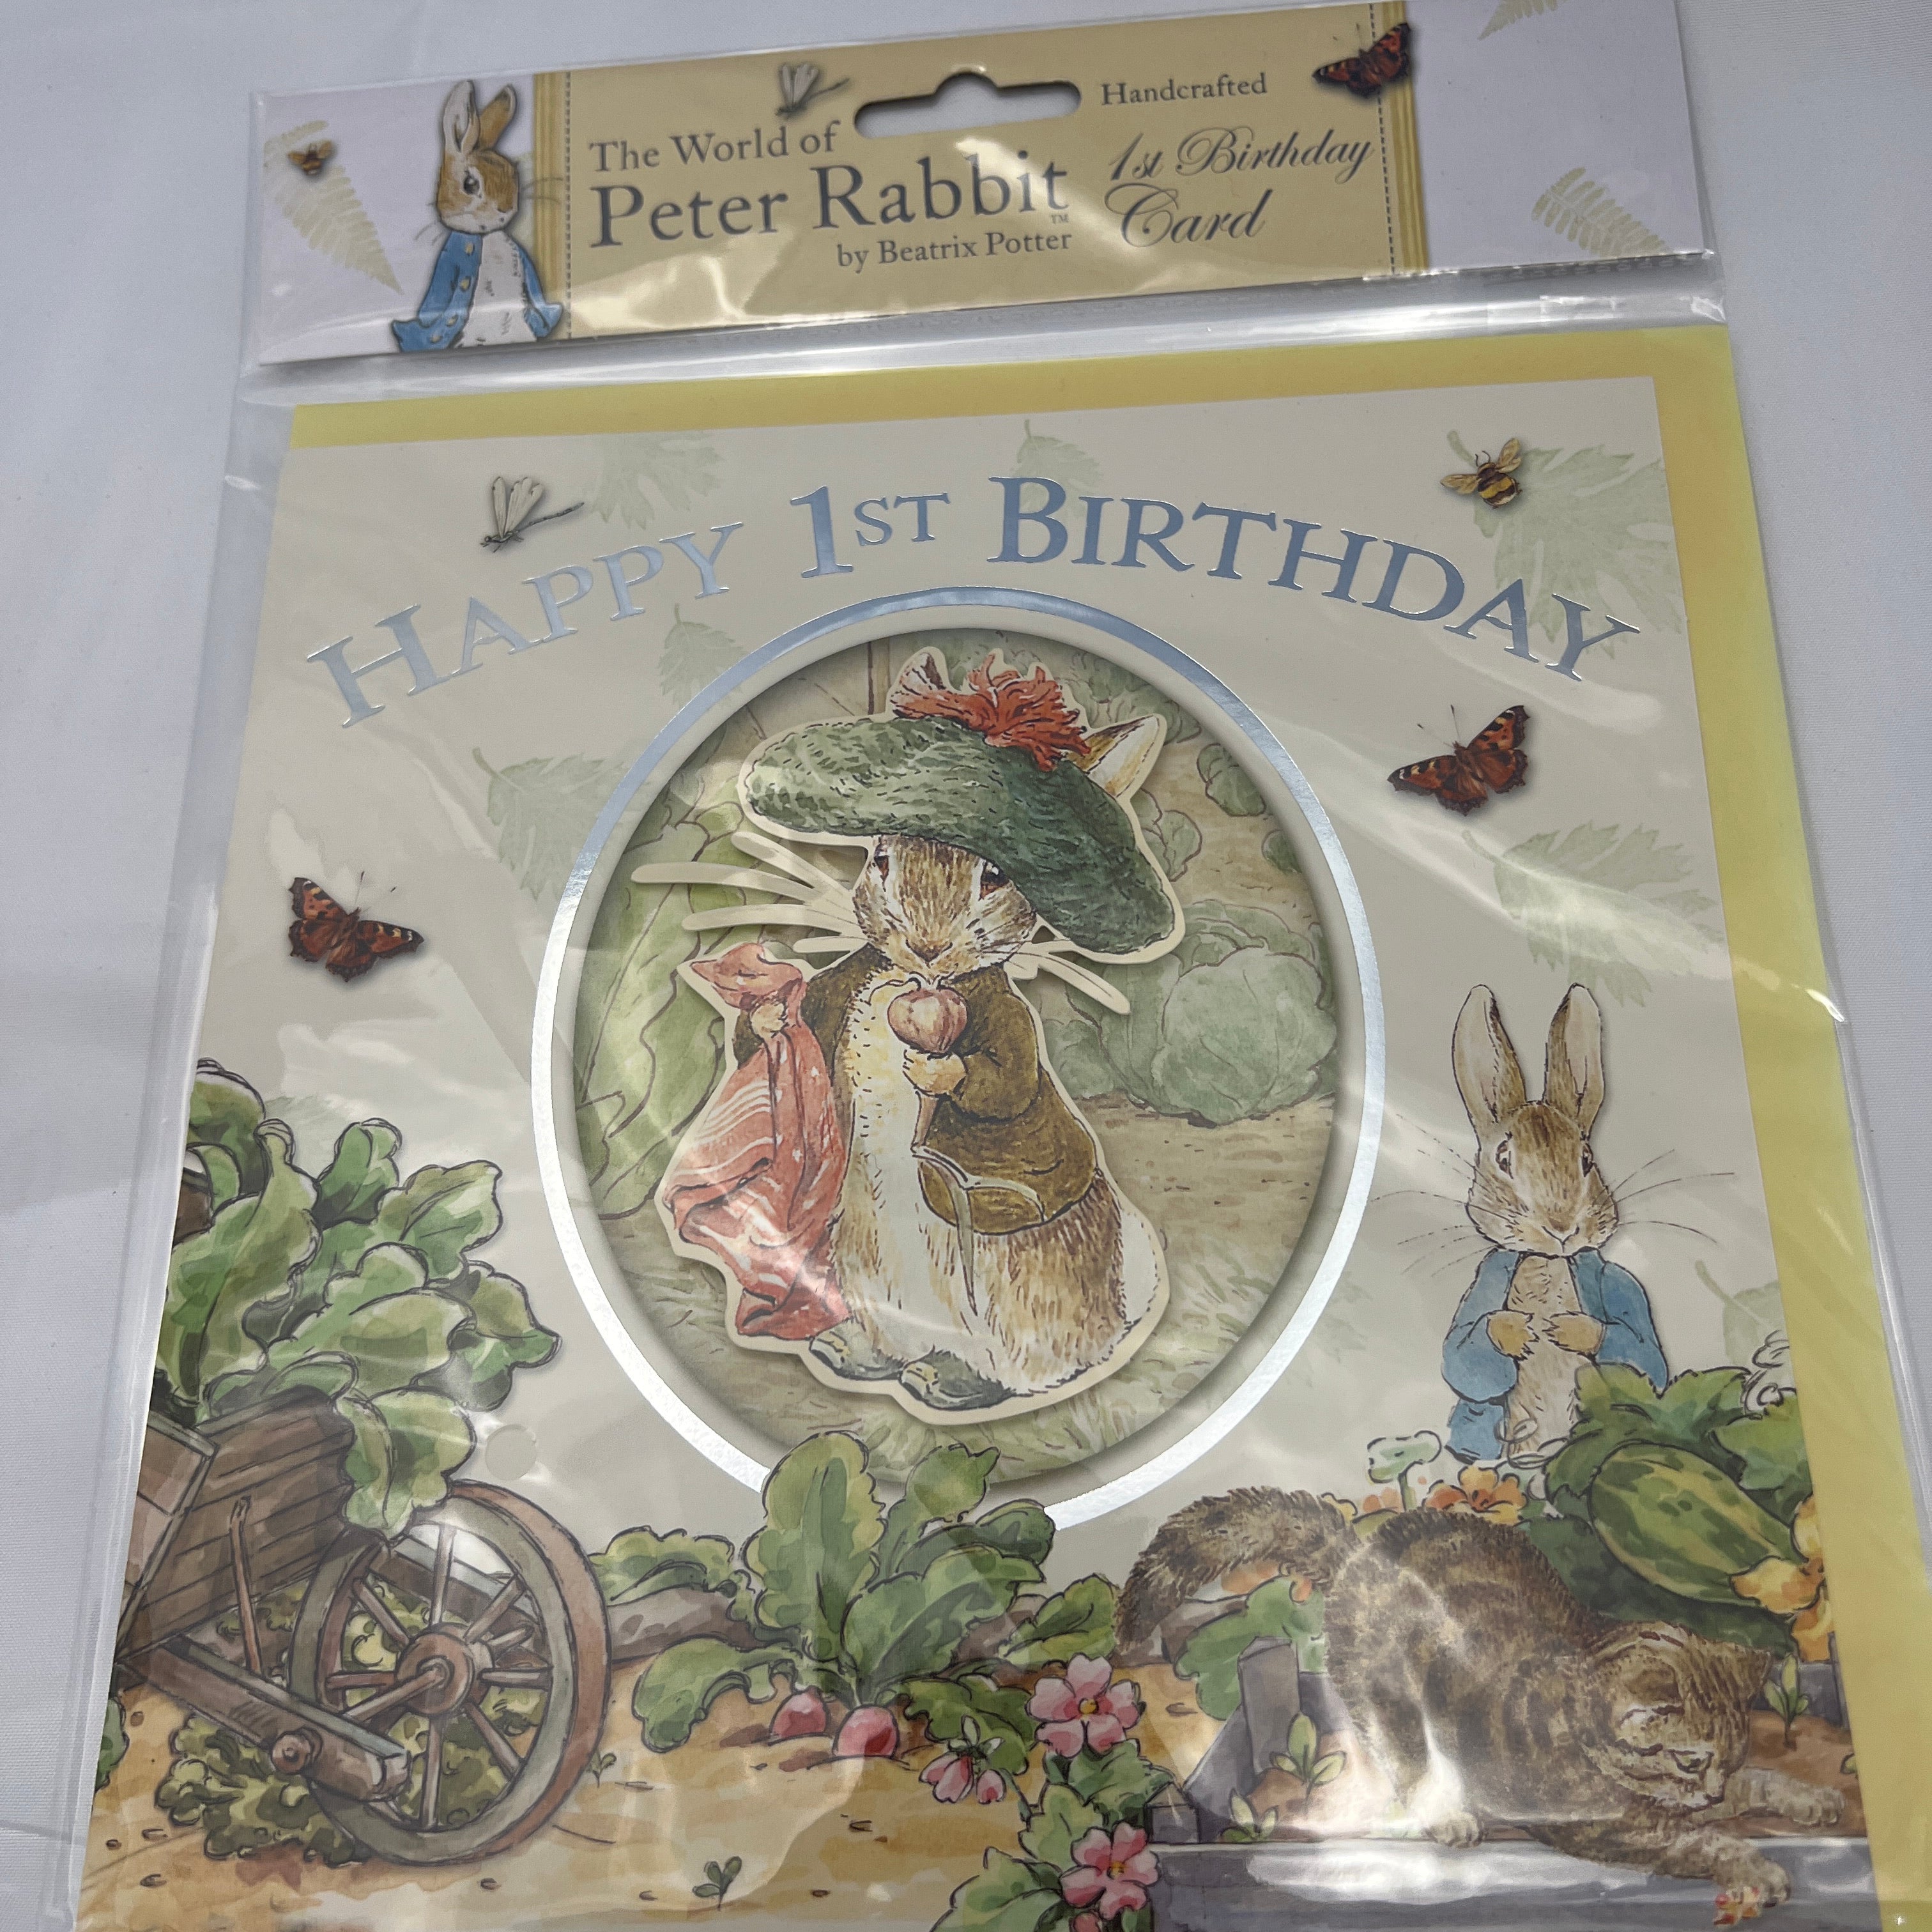 The World of
Peter Rabbit™
by Beatrix Potter
Handcrafted
1st Birthday
Card
HAPPY 1ST BIRTHDAY